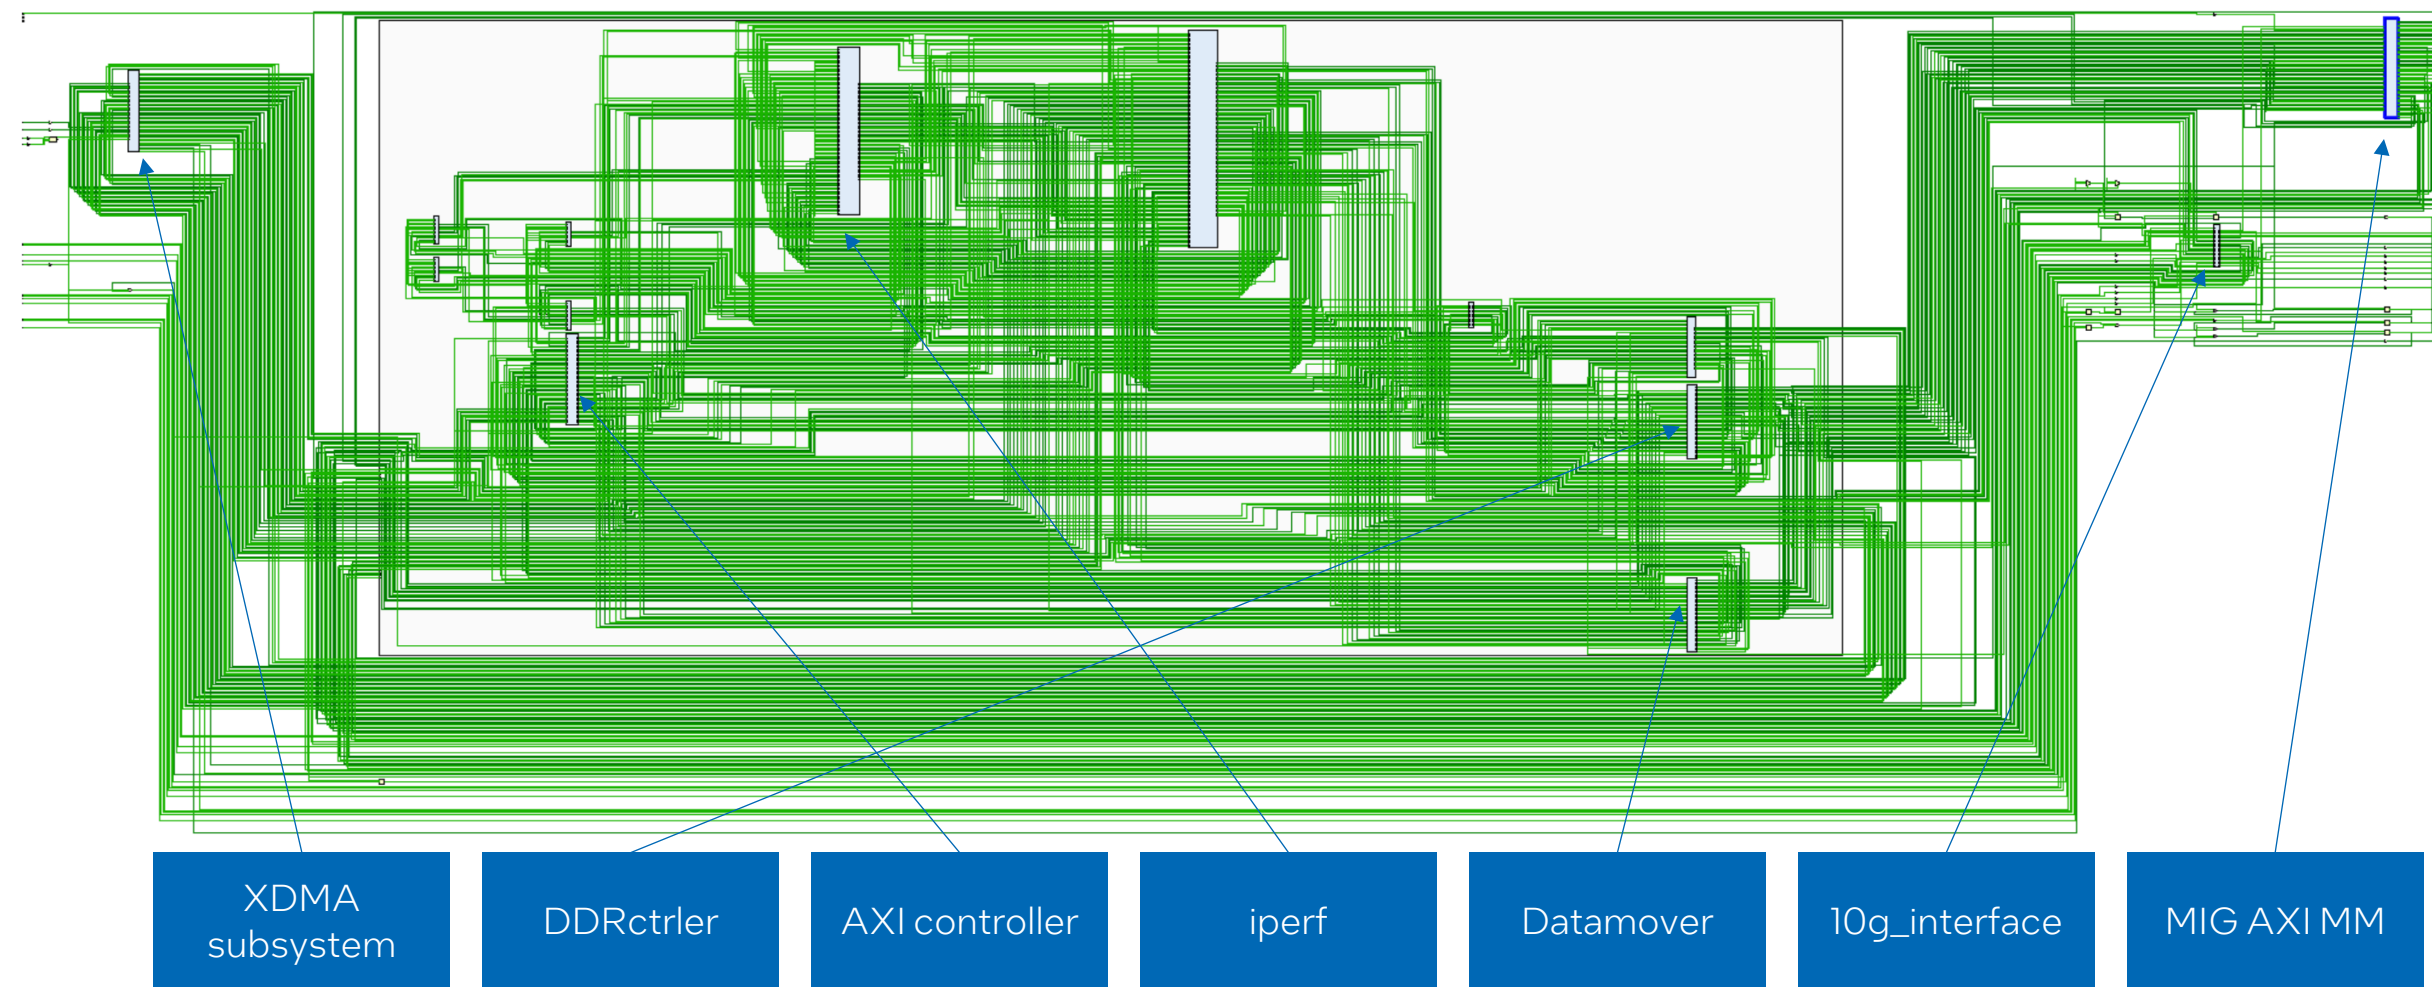 XDMA
subsystem
DDRctrler
AXI controller
iperf
Datamover
10g_interface
MIG AXI MM